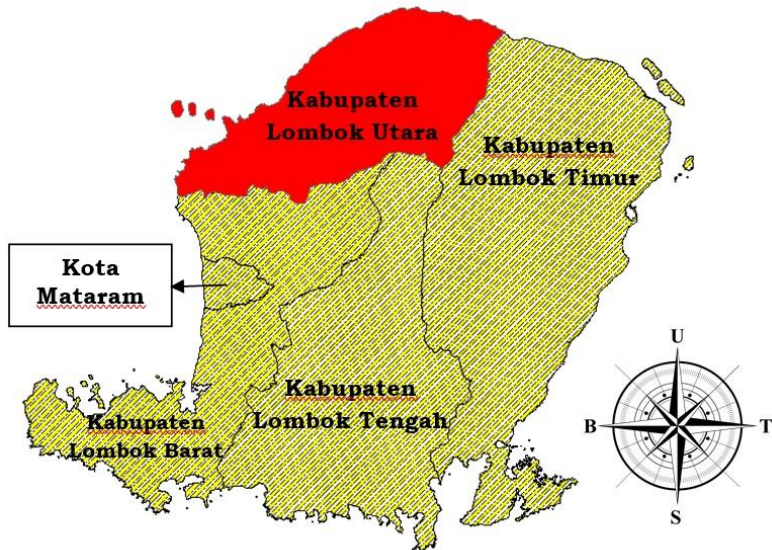 Kabupaten
Lombok Utara
Kabupaten
Lombok Timur
Kota
Mataram
Kabupaten
Lombok Tengah
Kabupaten
Lombok Barat
U
B
T
S